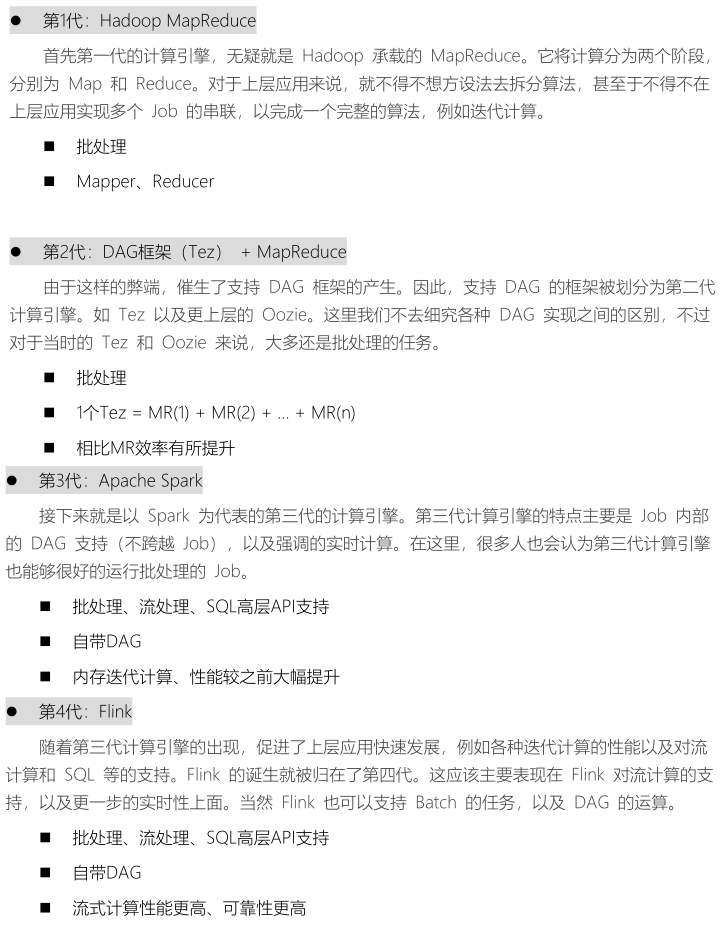 ● 第1代：Hadoop MapReduce
首先第一代的计算引擎，无疑就是 Hadoop 承载的 MapReduce。它将计算分为两个阶段，
分别为 Map 和 Reduce。对于上层应用来说，就不得不想方设法去拆分算法，甚至于不得不在
上层应用实现多个 Job 的串联，以完成一个完整的算法，例如迭代计算。
■ 批处理
■ Mapper、Reducer
● 第2代：DAG框架（Tez） + MapReduce
由于这样的弊端，催生了支持 DAG 框架的产生。因此，支持 DAG 的框架被划分为第二代
计算引擎。如 Tez 以及更上层的 Oozie。这里我们不去细究各种 DAG 实现之间的区别，不过
对于当时的 Tez 和 Oozie 来说，大多还是批处理的任务。
■ 批处理
■ 1个Tez = MR(1) + MR(2) + ... + MR(n)
■ 相比MR效率有所提升
● 第3代：Apache Spark
接下来就是以 Spark 为代表的第三代的计算引擎。第三代计算引擎的特点主要是 Job 内部
的 DAG 支持（不跨越 Job），以及强调的实时计算。在这里，很多人也会认为第三代计算引擎
也能够很好的运行批处理的 Job。
■ 批处理、流处理、SQL高层API支持
■ 自带DAG
■ 内存迭代计算、性能较之前大幅提升
● 第4代：Flink
随着第三代计算引擎的出现，促进了上层应用快速发展，例如各种迭代计算的性能以及对流
计算和 SQL 等的支持。Flink 的诞生就被归在了第四代。这应该主要表现在 Flink 对流计算的支
持，以及更一步的实时性上面。当然 Flink 也可以支持 Batch 的任务，以及 DAG 的运算。
■ 批处理、流处理、SQL高层API支持
■ 自带DAG
■ 流式计算性能更高、可靠性更高